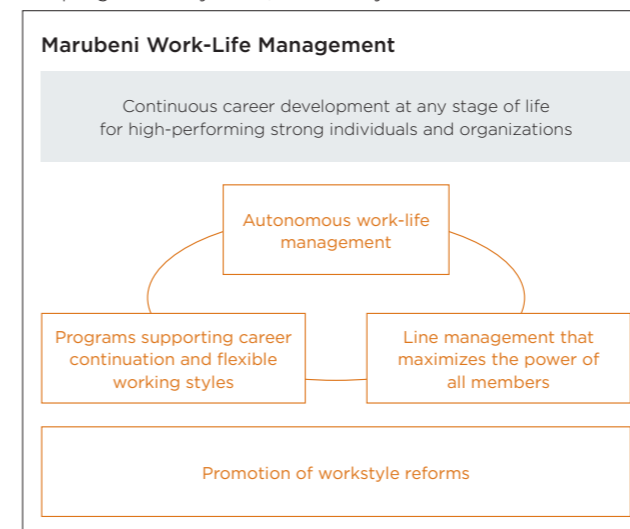 Marubeni Work-Life Management
Continuous career development at any stage of life
for high-performing strong individuals and organizations
Autonomous work-life
management
Programs supporting career
continuation and flexible
working styles
Line management that
maximizes the power of
all members
Promotion of workstyle reforms